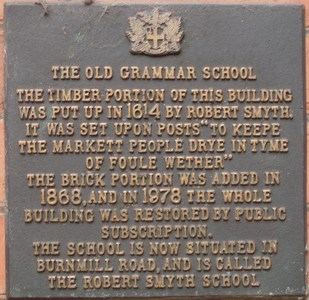 THE OLD GRAMMAR SCHOOL
THE TIMBER PORTION OF THIS BUILDING
WAS PUT UP IN 1614 BY ROBERT SMYTH.
IT WAS SET UPON POSTS "TO KEEPE
THE MARKETT PEOPLE DRYE IN TYME
OF FOULE WETHER"
THE BRICK PORTION WAS ADDED IN
1868, AND IN 1978 THE WHOLE
BUILDING WAS RESTORED BY PUBLIC
SUBSCRIPTION.
THE SCHOOL IS NOW SITUATED IN
BURNMILL ROAD, AND IS CALLED
THE ROBERT SMYTH SCHOOL